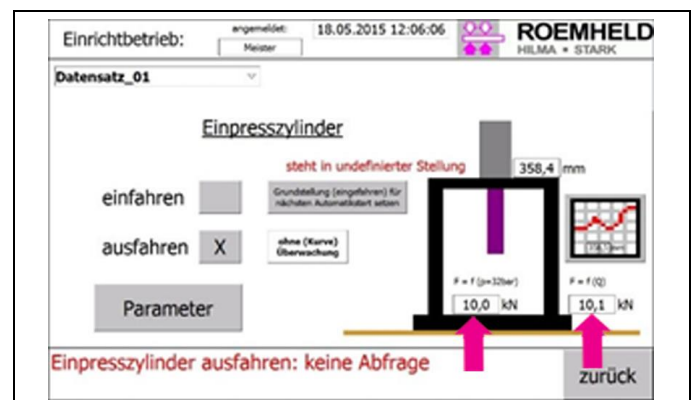 Einrichtbetrieb:
angemeldet:
Meister
18.05.2015 12:06:06
ROEMHELD
HILMA • STARK
Datensatz_01
Einpresszylinder
steht in undefinierter Stellung
358,4 mm
einfahren
Grundstellung (eingefahren) für
nächsten Automatikstart setzen
ausfahren X
ohne (Kurve)
Überwachung
Parameter
F = f (p=32bar)
10,0 kN
F = f (Q)
10,1 kN
Einpresszylinder ausfahren: keine Abfrage
zurück